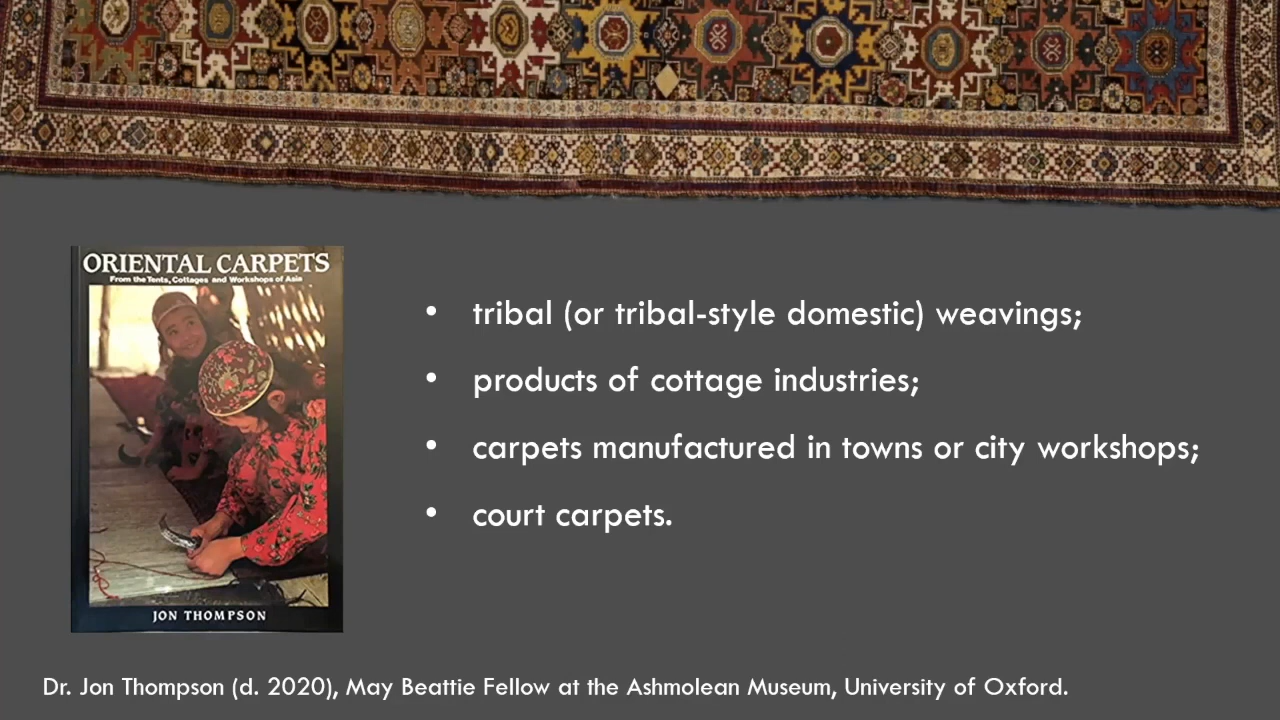 ORIENTAL CARPETS
From the Tents, Cottages and Workshops of Asia
JON THOMPSON
• tribal (or tribal-style domestic) weavings;
• products of cottage industries;
• carpets manufactured in towns or city workshops;
• court carpets.
Dr. Jon Thompson (d. 2020), May Beattie Fellow at the Ashmolean Museum, University of Oxford.